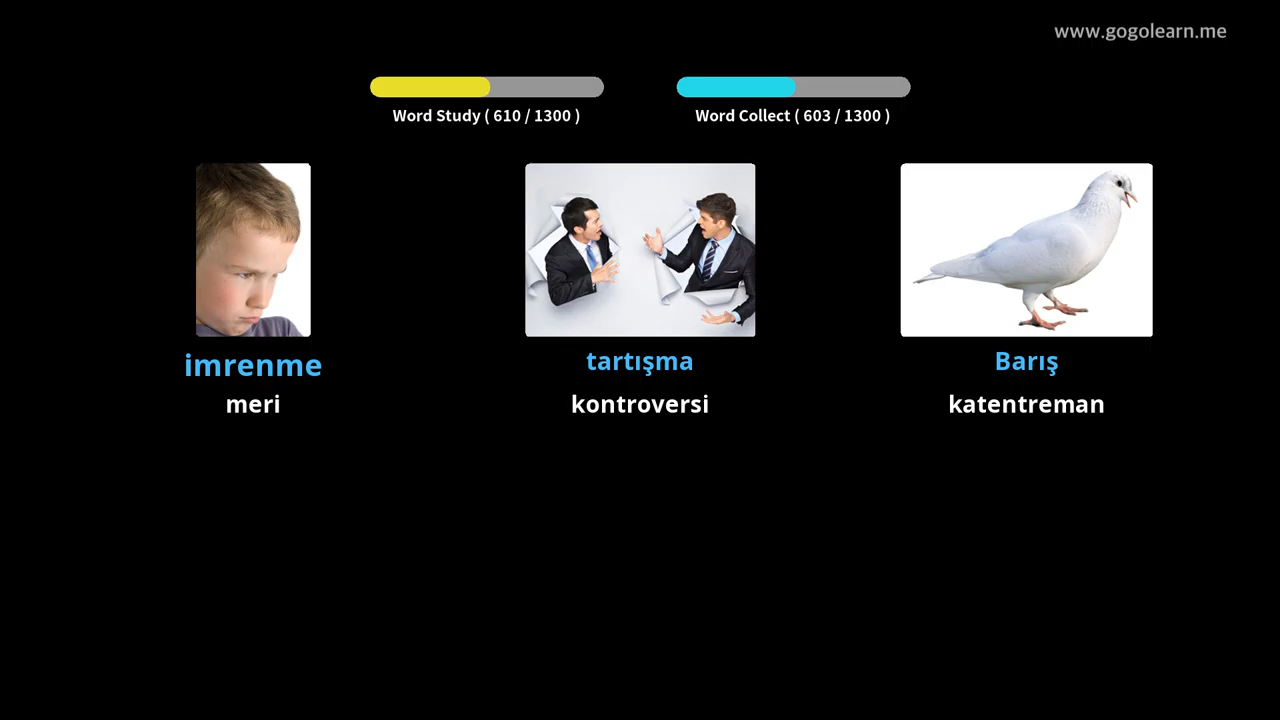 www.gogolearn.me
Word Study ( 610 / 1300 )
Word Collect ( 603 / 1300 )
imrenme
tartışma
Barış
meri
kontroversi
katentreman